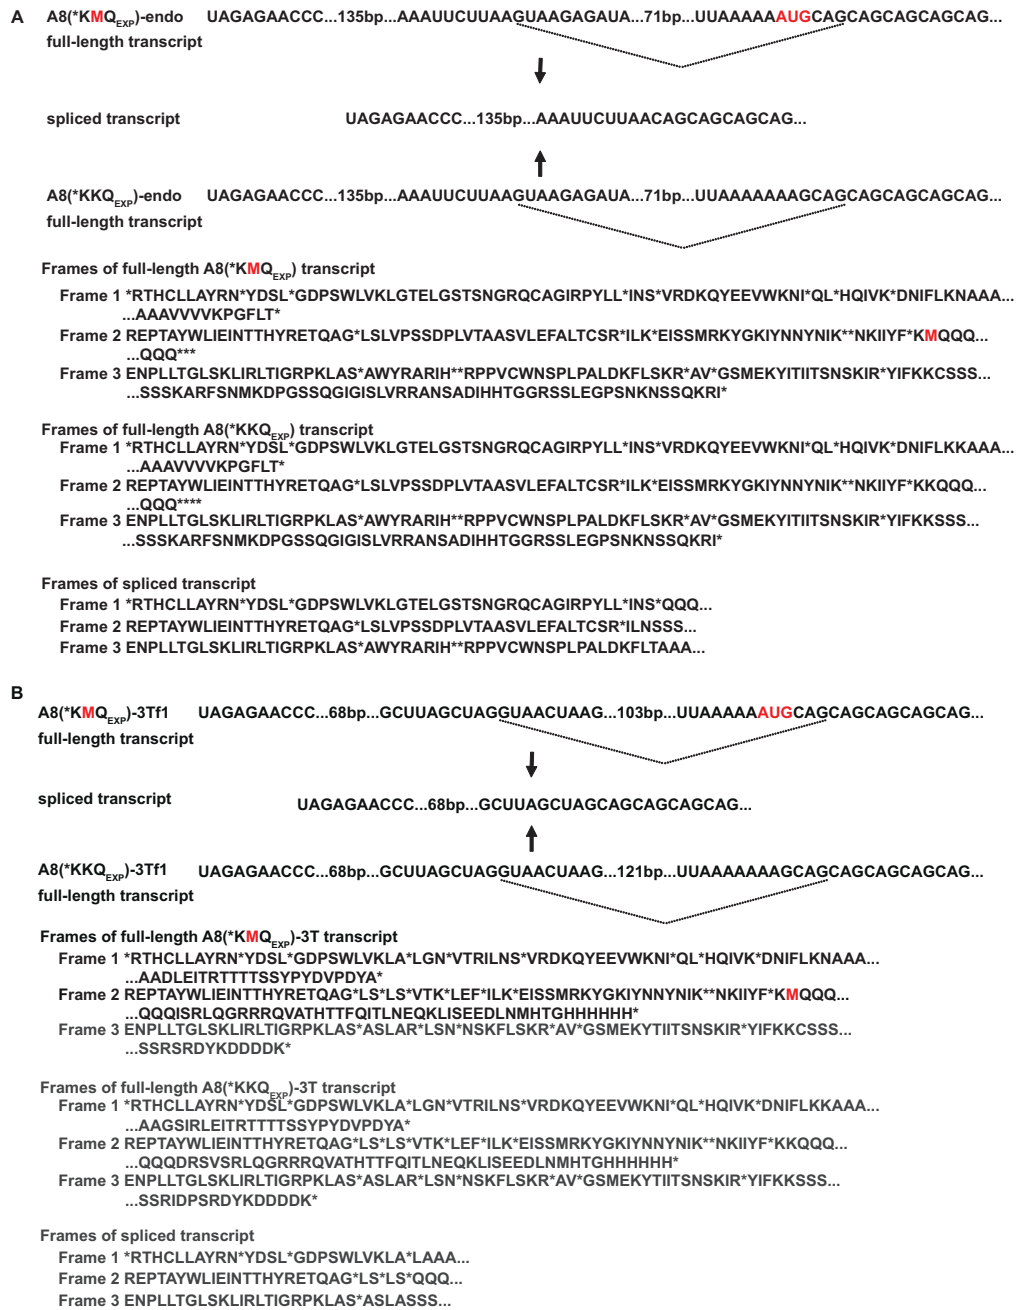 A
A8(*KMQEXP)-endo UAGAGAACCC...135bp...AAAUUCUUAAGUAAGAGAUA...71bp...UUAAAAAAUGCAGCAGCAGCAGCAG...
full-length transcript
spliced transcript UAGAGAACCC...135bp...AAAUUCUUAACAGCAGCAGCAG...
A8(*KKQEXP)-endo UAGAGAACCC...135bp...AAAUUCUUAAGUAAGAGAUA...71bp...UUAAAAAAAGCAGCAGCAGCAGCAG...
full-length transcript
Frames of full-length A8(*KMQEXP) transcript
Frame 1 *RTHCLLAYRN*YDSL*GDPSWLVKLGTELGSTSNGRQCAGIRPYLL*INS*VRDKQYEEVWKNI*QL*HQIVK*DNIFLKNAAA...
...AAAVVVVKPGFLT*
Frame 2 REPTAYWLIEINTTHYRETQAG*LSLVPSSDPLVTAASVLEFALTCSR*ILK*EISSMRKYGKIYNNYNIK**NKIIYF*KMQQQ...
...QQQ***
Frame 3 ENPLLTGLSKLIRLTIGRPKLAS*AWYRARIH**RPPVCWNSPLPALDKFLSKR*AV*GSMEKYITIITSNSKIR*YIFKKCSSS...
...SSSKARFSNMKDPGSSQGIGISLVRRANSADIHHTGGRSSLEGPSNKNSSQKRI*
Frames of full-length A8(*KKQEXP) transcript
Frame 1 *RTHCLLAYRN*YDSL*GDPSWLVKLGTELGSTSNGRQCAGIRPYLL*INS*VRDKQYEEVWKNI*QL*HQIVK*DNIFLKKAAA...
...AAAVVVVKPGFLT*
Frame 2 REPTAYWLIEINTTHYRETQAG*LSLVPSSDPLVTAASVLEFALTCSR*ILK*EISSMRKYGKIYNNYNIK**NKIIYF*KKQQQ...
...QQQ****
Frame 3 ENPLLTGLSKLIRLTIGRPKLAS*AWYRARIH**RPPVCWNSPLPALDKFLSKR*AV*GSMEKYITIITSNSKIR*YIFKKSSS...
...SSSKARFSNMKDPGSSQGIGISLVRRANSADIHHTGGRSSLEGPSNKNSSQKRI*
Frames of spliced transcript
Frame 1 *RTHCLLAYRN*YDSL*GDPSWLVKLGTELGSTSNGRQCAGIRPYLL*INS*QQQ...
Frame 2 REPTAYWLIEINTTHYRETQAG*LSLVPSSDPLVTAASVLEFALTCSR*ILNSSS...
Frame 3 ENPLLTGLSKLIRLTIGRPKLAS*AWYRARIH**RPPVCWNSPLPALDKFLTAAA...
B
A8(*KMQEXP)-3Tf1 UAGAGAACCC...68bp...GCUUAGCUAGGUAACUAAG...103bp...UUAAAAAAUGCAGCAGCAGCAGCAG...
full-length transcript
spliced transcript UAGAGAACCC...68bp...GCUUAGCUAGCAGCAGCAGCAG...
A8(*KKQEXP)-3Tf1 UAGAGAACCC...68bp...GCUUAGCUAGGUAACUAAG...121bp...UUAAAAAAAGCAGCAGCAGCAGCAG...
full-length transcript
Frames of full-length A8(*KMQEXP)-3T transcript
Frame 1 *RTHCLLAYRN*YDSL*GDPSWLVKLA*LGN*VTRILNS*VRDKQYEEVWKNI*QL*HQIVK*DNIFLKNAAA...
...AADLEITRTTTTSSYPYDVPDYA*
Frame 2 REPTAYWLIEINTTHYRETQAG*LS*LS*VTK*LEF*ILK*EISSMRKYGKIYNNYNIK**NKIIYF*KMQQQ...
...QQQISRLQGRRRQVATHTTFQITLNEQKLISEEDLNMHTGHHHHHH*
Frame 3 ENPLLTGLSKLIRLTIGRPKLAS*ASLAR*LSN*NSKFLSKR*AV*GSMEKYTIITSNSKIR*YIFKKCSSS...
...SSRSRDYKDDDDK*
Frames of full-length A8(*KKQEXP)-3T transcript
Frame 1 *RTHCLLAYRN*YDSL*GDPSWLVKLA*LGN*VTRILNS*VRDKQYEEVWKNI*QL*HQIVK*DNIFLKKAAA...
...AAGSIRLEITRTTTTSSYPYDVPDYA*
Frame 2 REPTAYWLIEINTTHYRETQAG*LS*LS*VTK*LEF*ILK*EISSMRKYGKIYNNYNIK**NKIIYF*KKQQQ...
...QQQDRSVSRLQGRRRQVATHTTFQITLNEQKLISEEDLNMHTGHHHHHH*
Frame 3 ENPLLTGLSKLIRLTIGRPKLAS*ASLAR*LSN*NSKFLSKR*AV*GSMEKYTIITSNSKIR*YIFKKSSS...
...SSRIDPSRDYKDDDDK*
Frames of spliced transcript
Frame 1 *RTHCLLAYRN*YDSL*GDPSWLVKLA*LAAA...
Frame 2 REPTAYWLIEINTTHYRETQAG*LS*LS*QQQ...
Frame 3 ENPLLTGLSKLIRLTIGRPKLAS*ASLASSS...